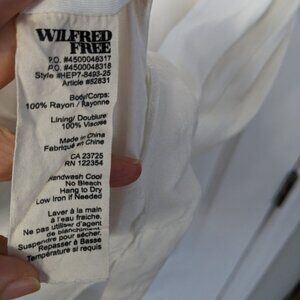 WILFRED
FREE
P.O. #4500048317
P.O. #4500048318
Style #HEP7-8493-25
Article #52831
Body/Corps:
100% Rayon / Rayonne
Lining/ Doublure:
100% Viscose
Made in China
Fabriqué en Chine
CA 23725
RN 122354
Handwash Cool
No Bleach
Hang to Dry
Low Iron if Needed
Laver à la main
à l'eau fraîche.
Ne pas utiliser d'agent
de blanchiment.
Suspendre pour sécher.
Repasser à Basse
Température si requis